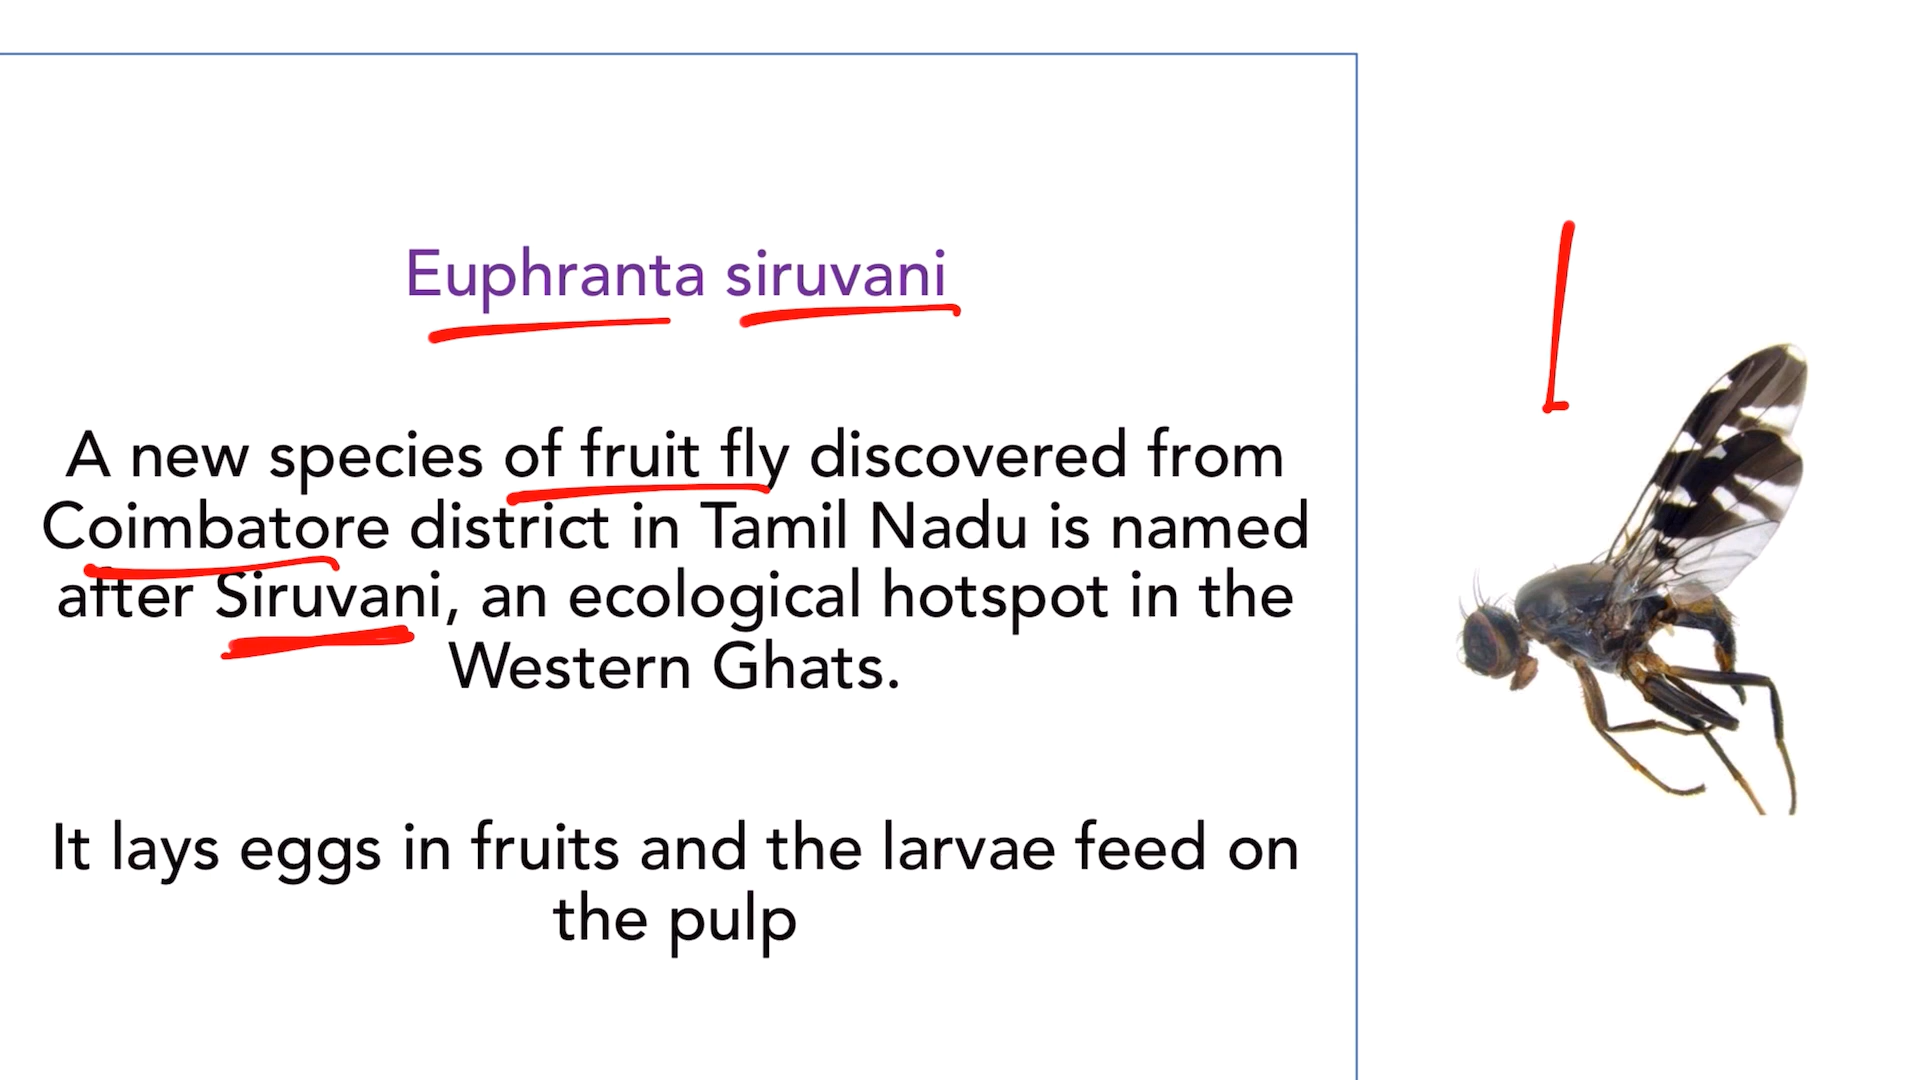 Euphranta siruvani
A new species of fruit fly discovered from
Coimbatore district in Tamil Nadu is named
after Siruvani, an ecological hotspot in the
Western Ghats.
It lays eggs in fruits and the larvae feed on
the pulp